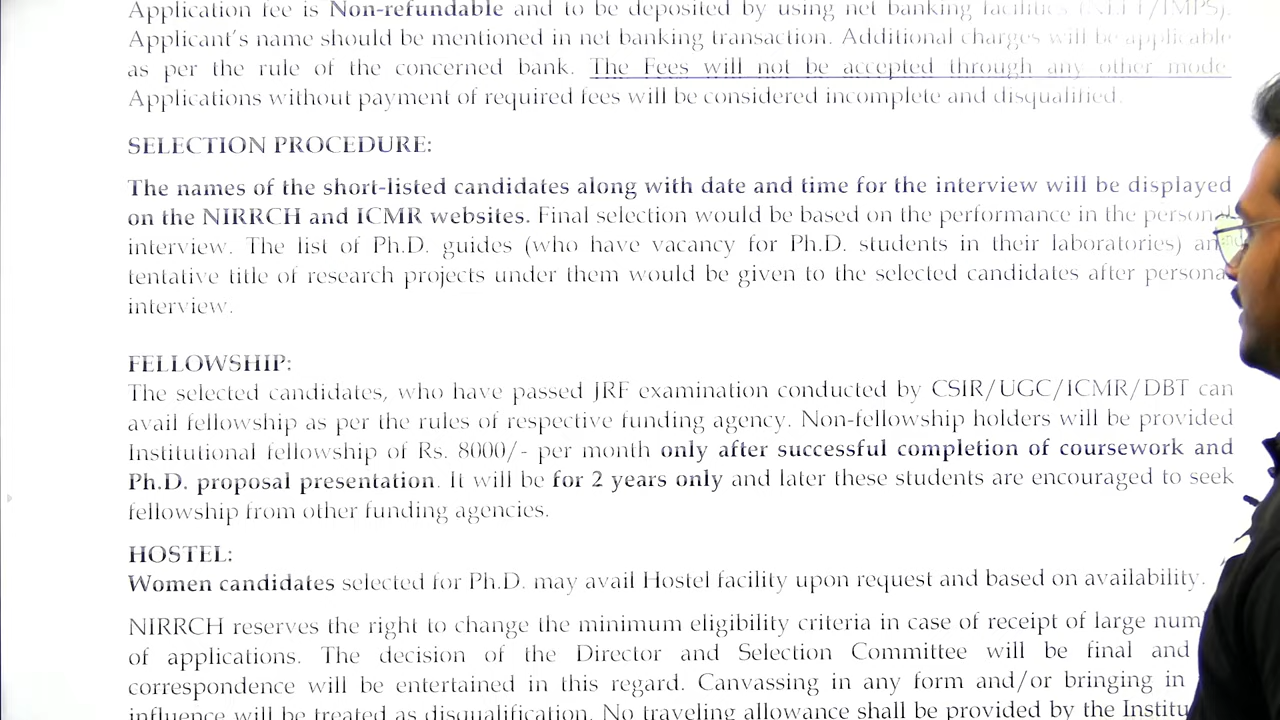 Application fee is Non-refundable and to be deposited by using net banking facilities (NEFT/IMPS).
Applicant's name should be mentioned in net banking transaction. Additional charges will be applicable
as per the rule of the concerned bank. The Fees will not be accepted through any other mode.
Applications without payment of required fees will be considered incomplete and disqualified.
SELECTION PROCEDURE:
The names of the short-listed candidates along with date and time for the interview will be displayed
on the NIRRCH and ICMR websites. Final selection would be based on the performance in the personal
interview. The list of Ph.D. guides (who have vacancy for Ph.D. students in their laboratories) and
tentative title of research projects under them would be given to the selected candidates after personal
interview.
FELLOWSHIP:
The selected candidates, who have passed JRF examination conducted by CSIR/UGC/ICMR/DBT can
avail fellowship as per the rules of respective funding agency. Non-fellowship holders will be provided
Institutional fellowship of Rs. 8000/- per month only after successful completion of coursework and
Ph.D. proposal presentation. It will be for 2 years only and later these students are encouraged to seek
fellowship from other funding agencies.
HOSTEL:
Women candidates selected for Ph.D. may avail Hostel facility upon request and based on availability.
NIRRCH reserves the right to change the minimum eligibility criteria in case of receipt of large num
of applications. The decision of the Director and Selection Committee will be final and
correspondence will be entertained in this regard. Canvassing in any form and/or bringing in
influence will be treated as disqualification. No traveling allowance shall be provided by the Institu